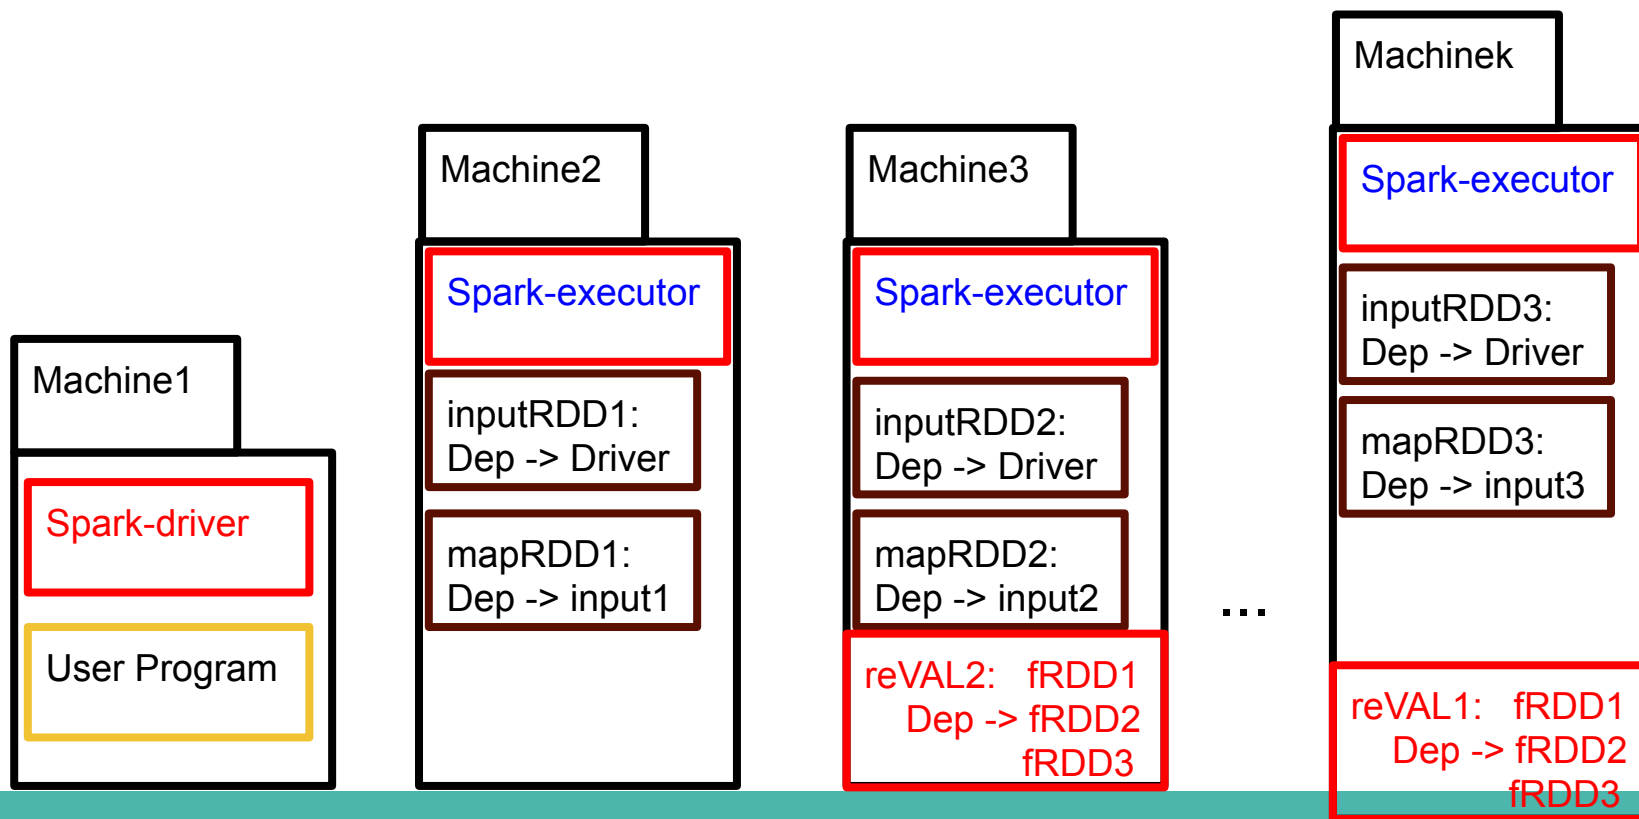 Machine1
Spark-driver
User Program
Machine2
Spark-executor
inputRDD1:
Dep -> Driver
mapRDD1:
Dep -> input1
Machine3
Spark-executor
inputRDD2:
Dep -> Driver
mapRDD2:
Dep -> input2
reVAL2: fRDD1
Dep -> fRDD2
fRDD3
...
Machinek
Spark-executor
inputRDD3:
Dep -> Driver
mapRDD3:
Dep -> input3
reVAL1: fRDD1
Dep -> fRDD2
fRDD3